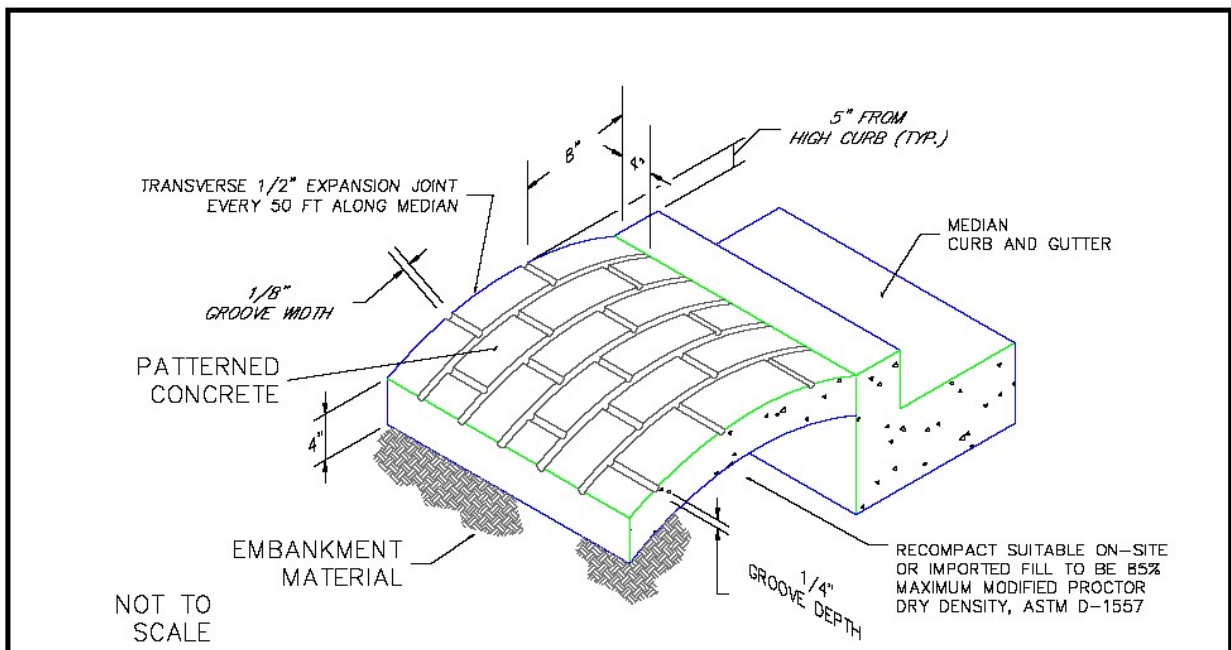 5" FROM
HIGH CURB (TYP.)
8"
4"
TRANSVERSE 1/2" EXPANSION JOINT
EVERY 50 FT ALONG MEDIAN
MEDIAN
CURB AND GUTTER
1/8"
GROOVE WIDTH
PATTERNED
CONCRETE
4"
EMBANKMENT
MATERIAL
1/4"
GROOVE DEPTH
RECOMPACT SUITABLE ON-SITE
OR IMPORTED FILL TO BE 85%
MAXIMUM MODIFIED PROCTOR
DRY DENSITY, ASTM D-1557
NOT TO
SCALE